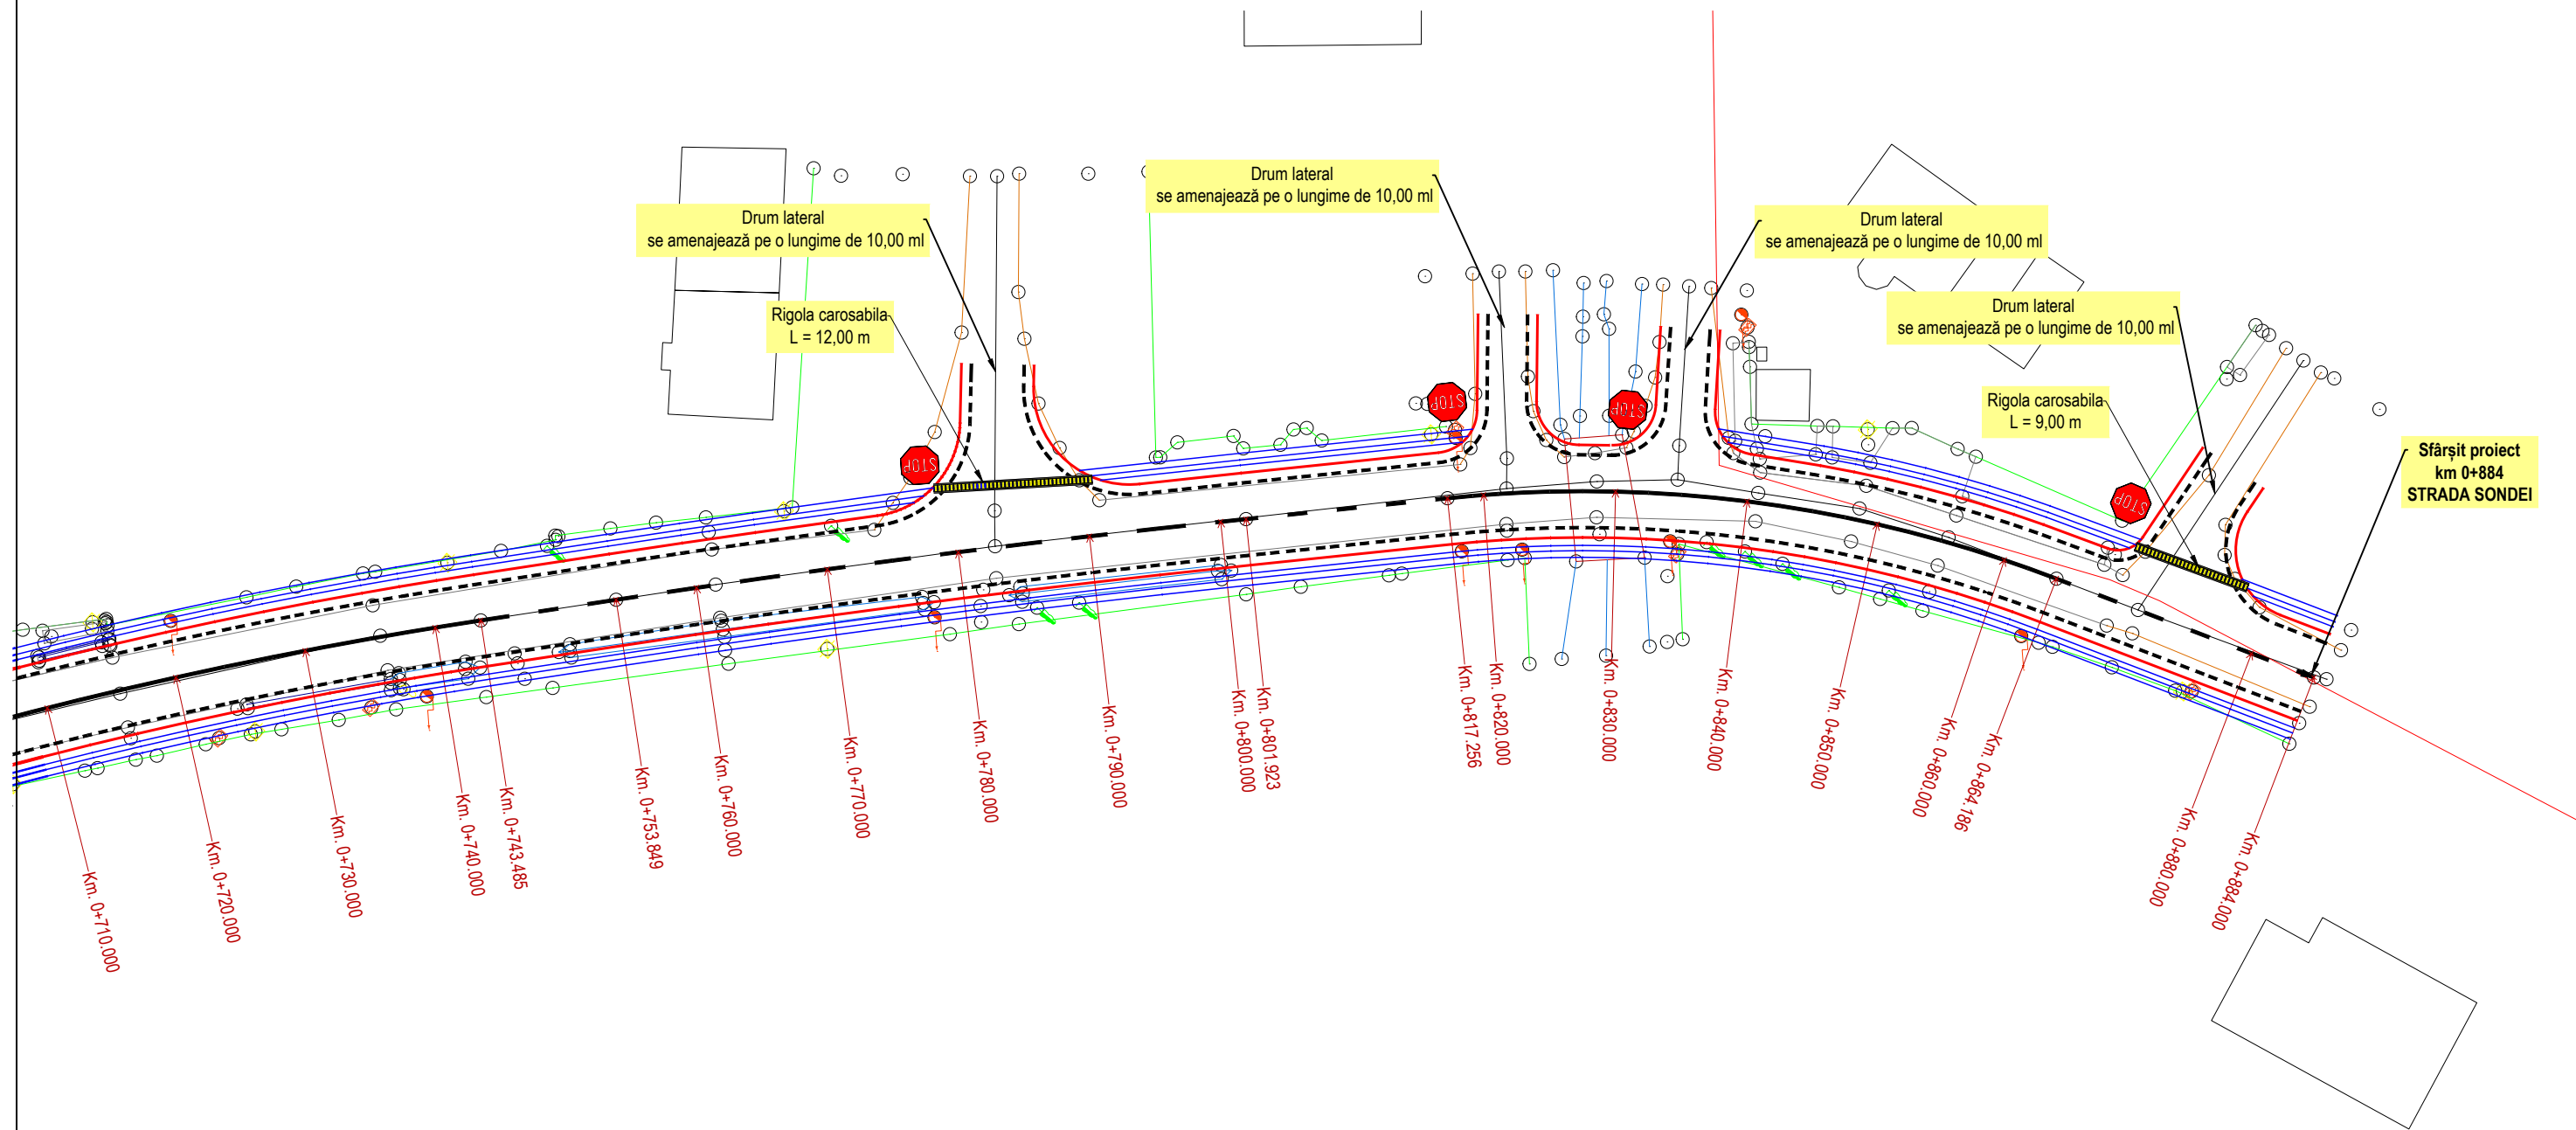 Drum lateral
se amenajează pe o lungime de 10,00 ml
Drum lateral
se amenajează pe o lungime de 10,00 ml
Drum lateral
se amenajează pe o lungime de 10,00 ml
Drum lateral
se amenajează pe o lungime de 10,00 ml
Rigola carosabila
L = 12,00 m
Rigola carosabila
L = 9,00 m
Sfârșit proiect
km 0+884
STRADA SONDEI
STOP
STOP
STOP
STOP
Km. 0+710.000
Km. 0+720.000
Km. 0+730.000
Km. 0+740.000
Km. 0+743.485
Km. 0+753.849
Km. 0+760.000
Km. 0+770.000
Km. 0+780.000
Km. 0+790.000
Km. 0+800.000
Km. 0+801.923
Km. 0+817.256
Km. 0+820.000
Km. 0+830.000
Km. 0+840.000
Km. 0+850.000
Km. 0+860.000
Km. 0+864.186
Km. 0+880.000
Km. 0+884.000